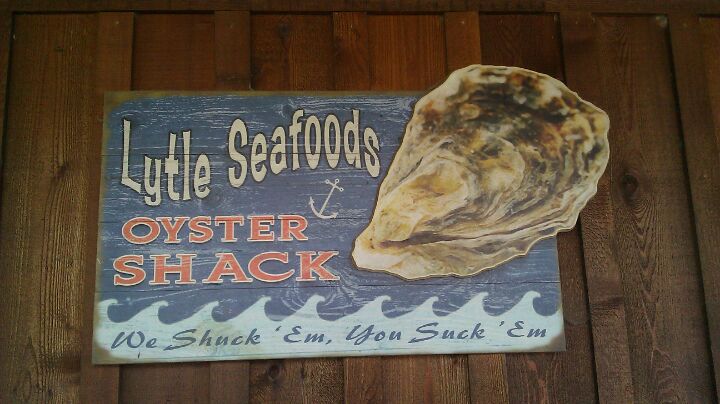 Lytle Seafoods
OYSTER
SHACK
We Shuck 'Em, You Suck 'Em